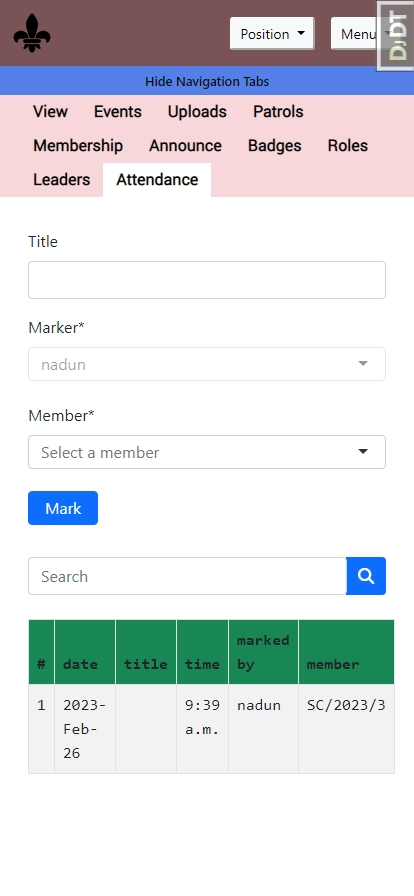 Position
Menu
DJDT
Hide Navigation Tabs
View Events Uploads Patrols
Membership Announce Badges Roles
Leaders Attendance
Title
Marker*
nadun
Member*
Select a member
Mark
Search
# date title time marked by member
1 2023-Feb-26 9:39 a.m. nadun SC/2023/3